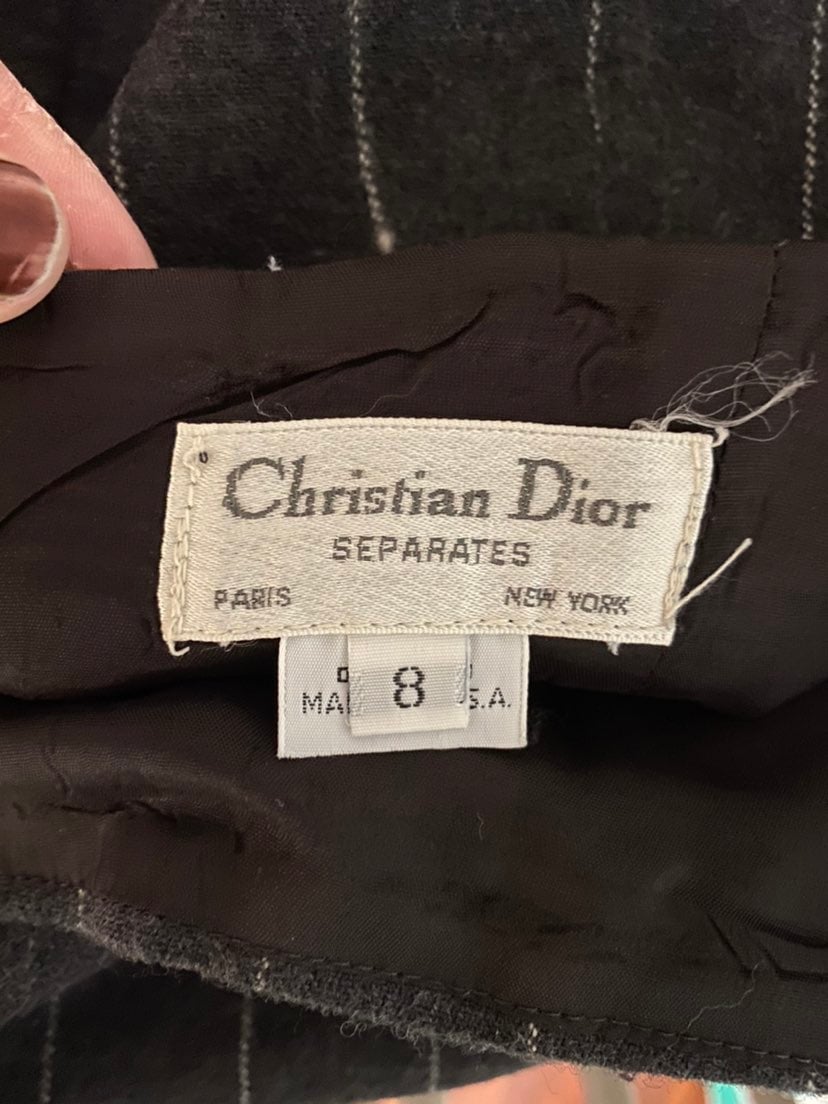 Christian Dior
SEPARATES
PARIS NEW YORK
8